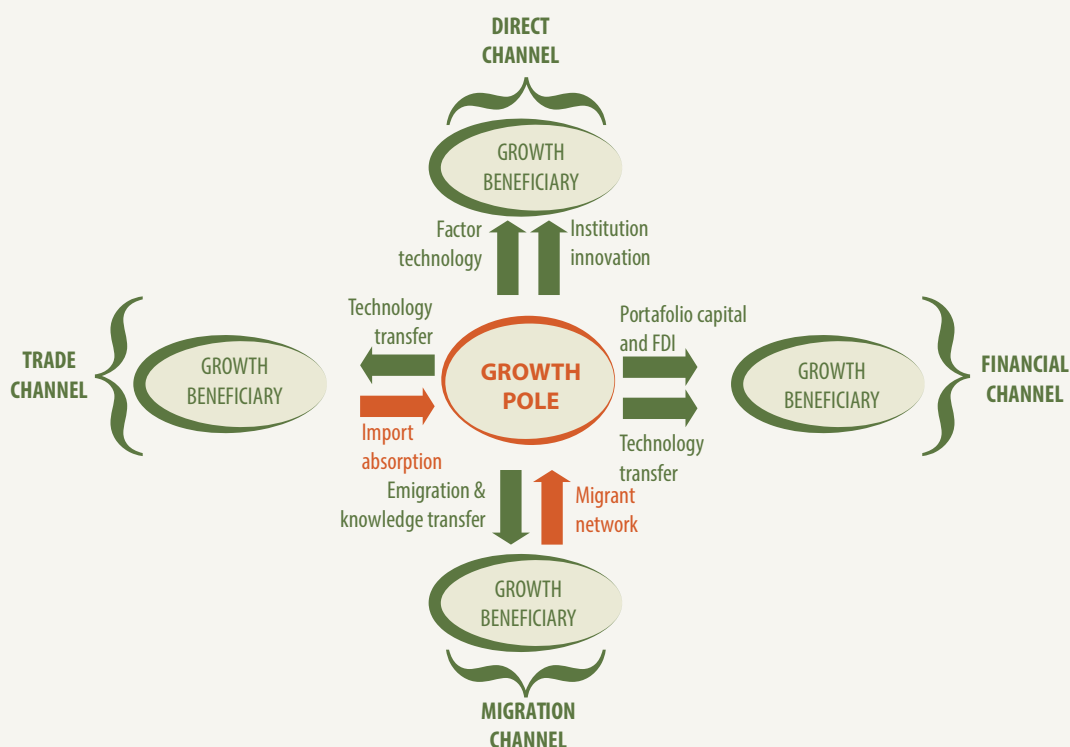 DIRECT
CHANNEL
GROWTH
BENEFICIARY
Factor
technology
Institution
innovation
Technology
transfer
Portafolio capital
and FDI
TRADE
CHANNEL
GROWTH
BENEFICIARY
GROWTH
POLE
GROWTH
BENEFICIARY
FINANCIAL
CHANNEL
Import
absorption
Technology
transfer
Emigration &
knowledge transfer
Migrant
network
GROWTH
BENEFICIARY
MIGRATION
CHANNEL